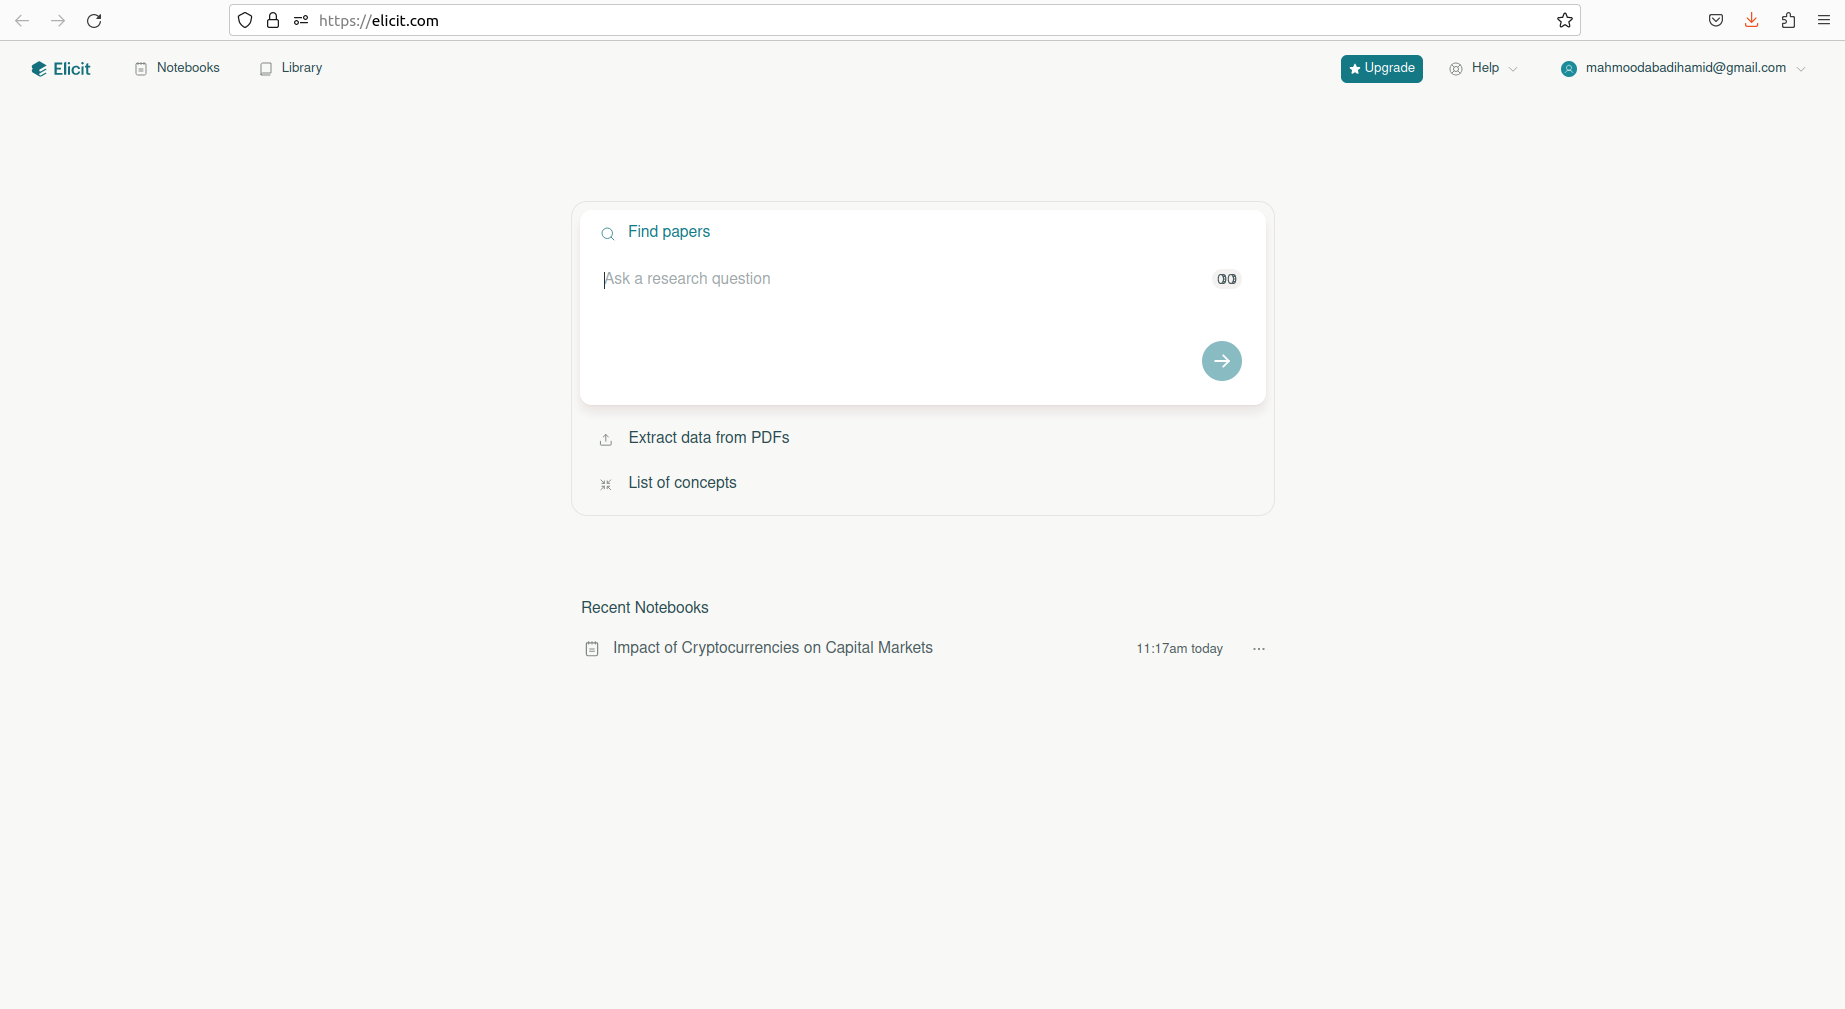 https://elicit.com
Elicit
Notebooks
Library
Upgrade
Help
mahmoodabadihamid@gmail.com
Find papers
Ask a research question
Extract data from PDFs
List of concepts
Recent Notebooks
Impact of Cryptocurrencies on Capital Markets
11:17am today